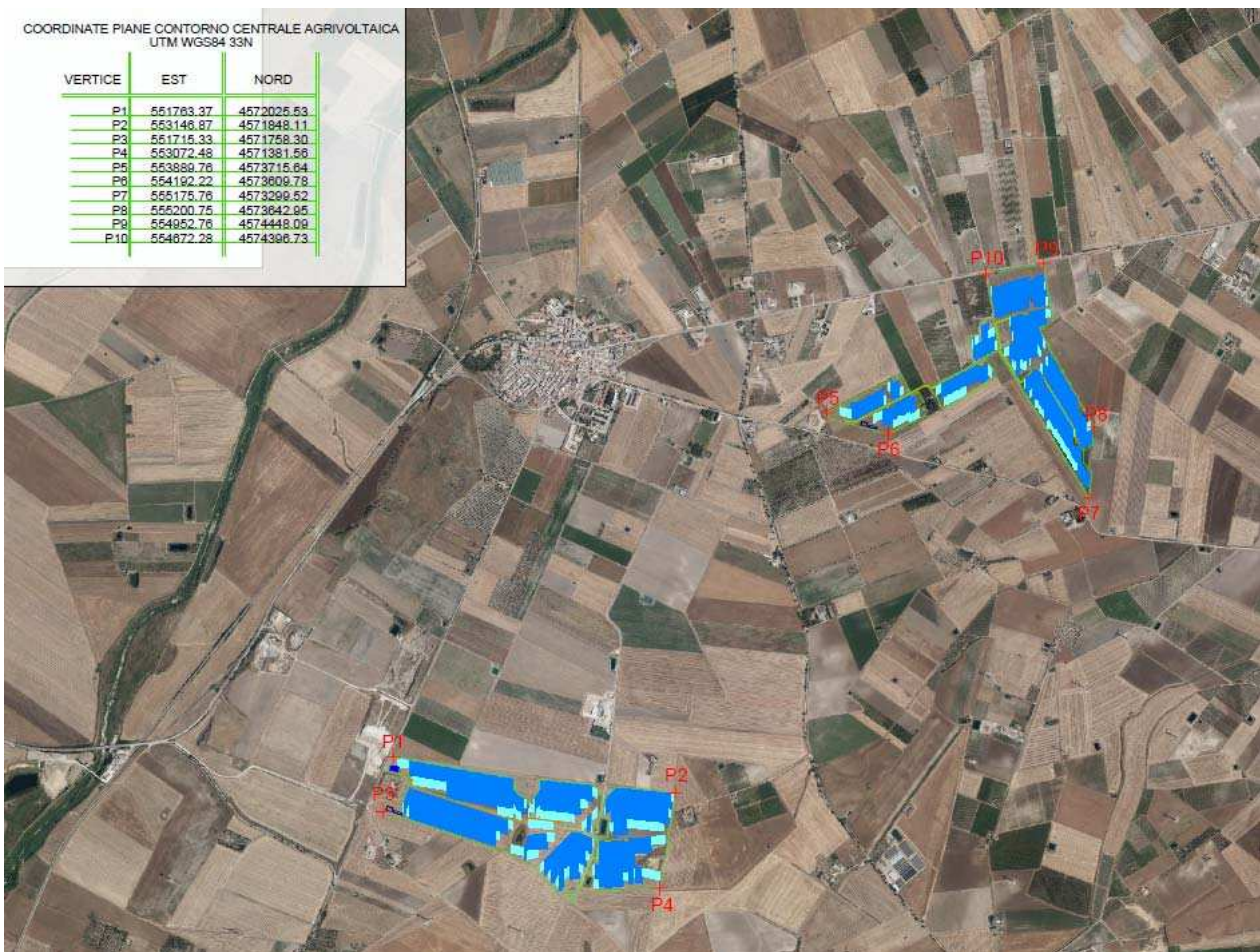 COORDINATE PIANE CONTORNO CENTRALE AGRIVOLTAICA
UTM WGS84 33N
VERTICE EST NORD
P1 551763.37 4572025.53
P2 553146.87 4571848.11
P3 551715.33 4571758.30
P4 553072.48 4571381.56
P5 553889.76 4573715.64
P6 554192.22 4573609.78
P7 555175.76 4573299.52
P8 555200.75 4573642.95
P9 554952.76 4574448.09
P10 554672.28 4574396.73
P10 P9
P5
P8
P6
P7
P1
P2
P3
P4